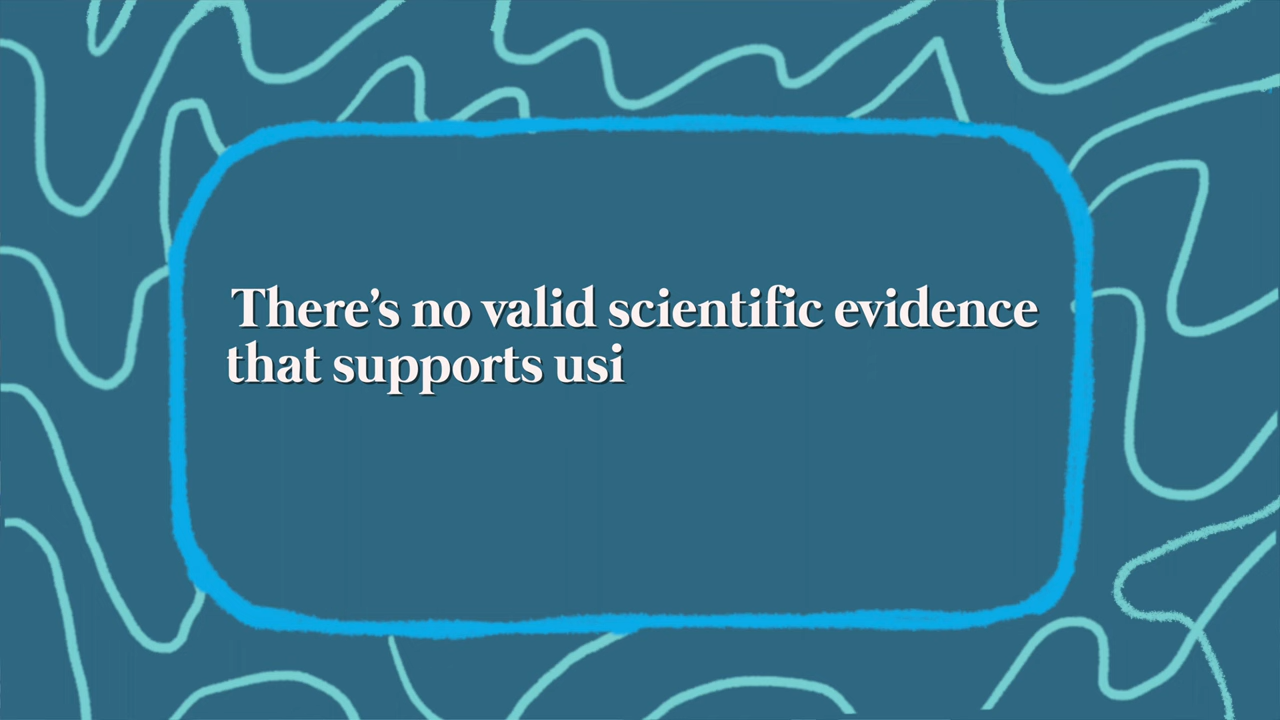 There’s no valid scientific evidence
that supports usi